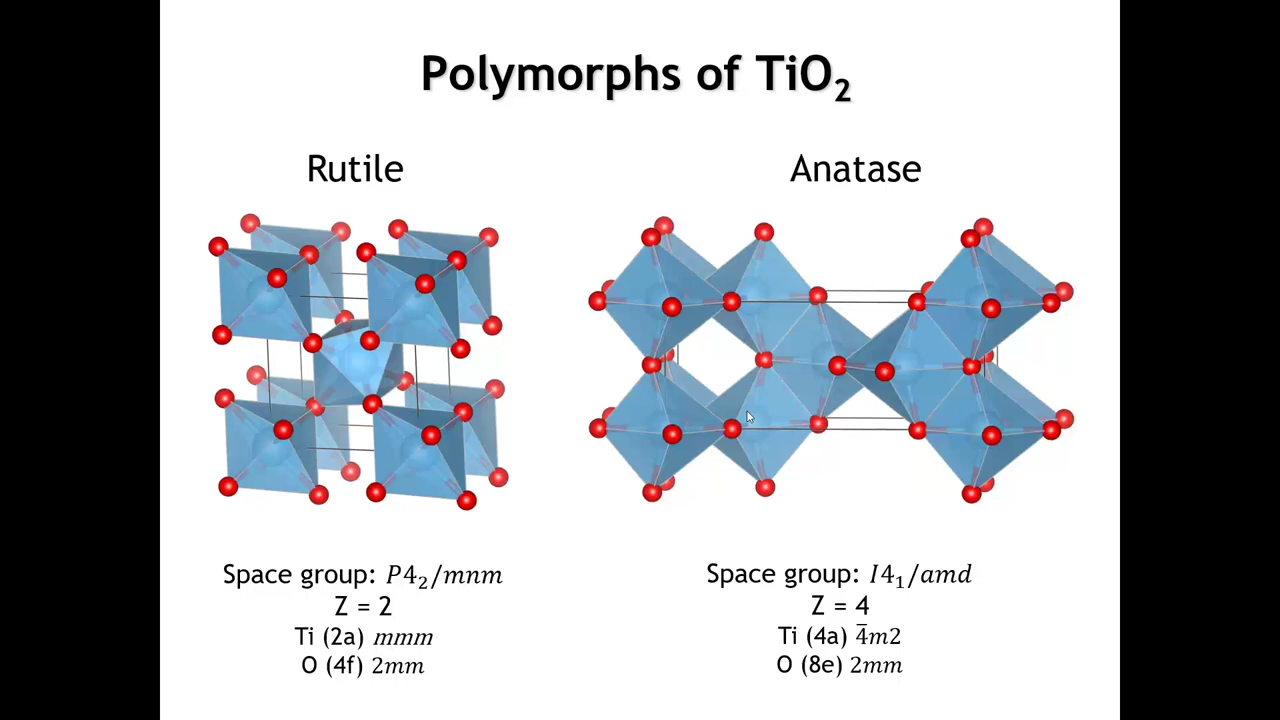 Polymorphs of TiO₂
Rutile
Anatase
Space group: P4₂/mnm
Z = 2
Ti (2a) mmm
O (4f) 2mm
Space group: I4₁/amd
Z = 4
Ti (4a) 4̅m2
O (8e) 2mm